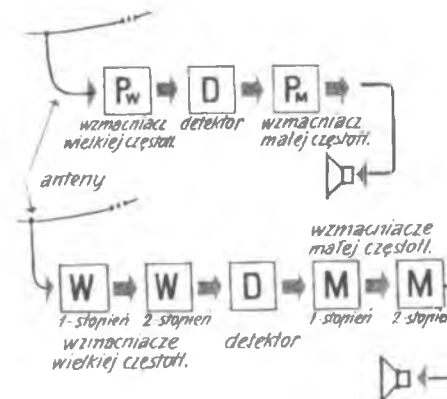 Pw D PM
wzmacniacz
wielkiej częstotl.
detektor
wzmacniacz
małej częstotl.
anteny
wzmacniacze
małej częstotl.
W W D M M
1-stopień 2-stopień
1-stopień 2-stopień
wzmacniacze
wielkiej częstotl.
detektor